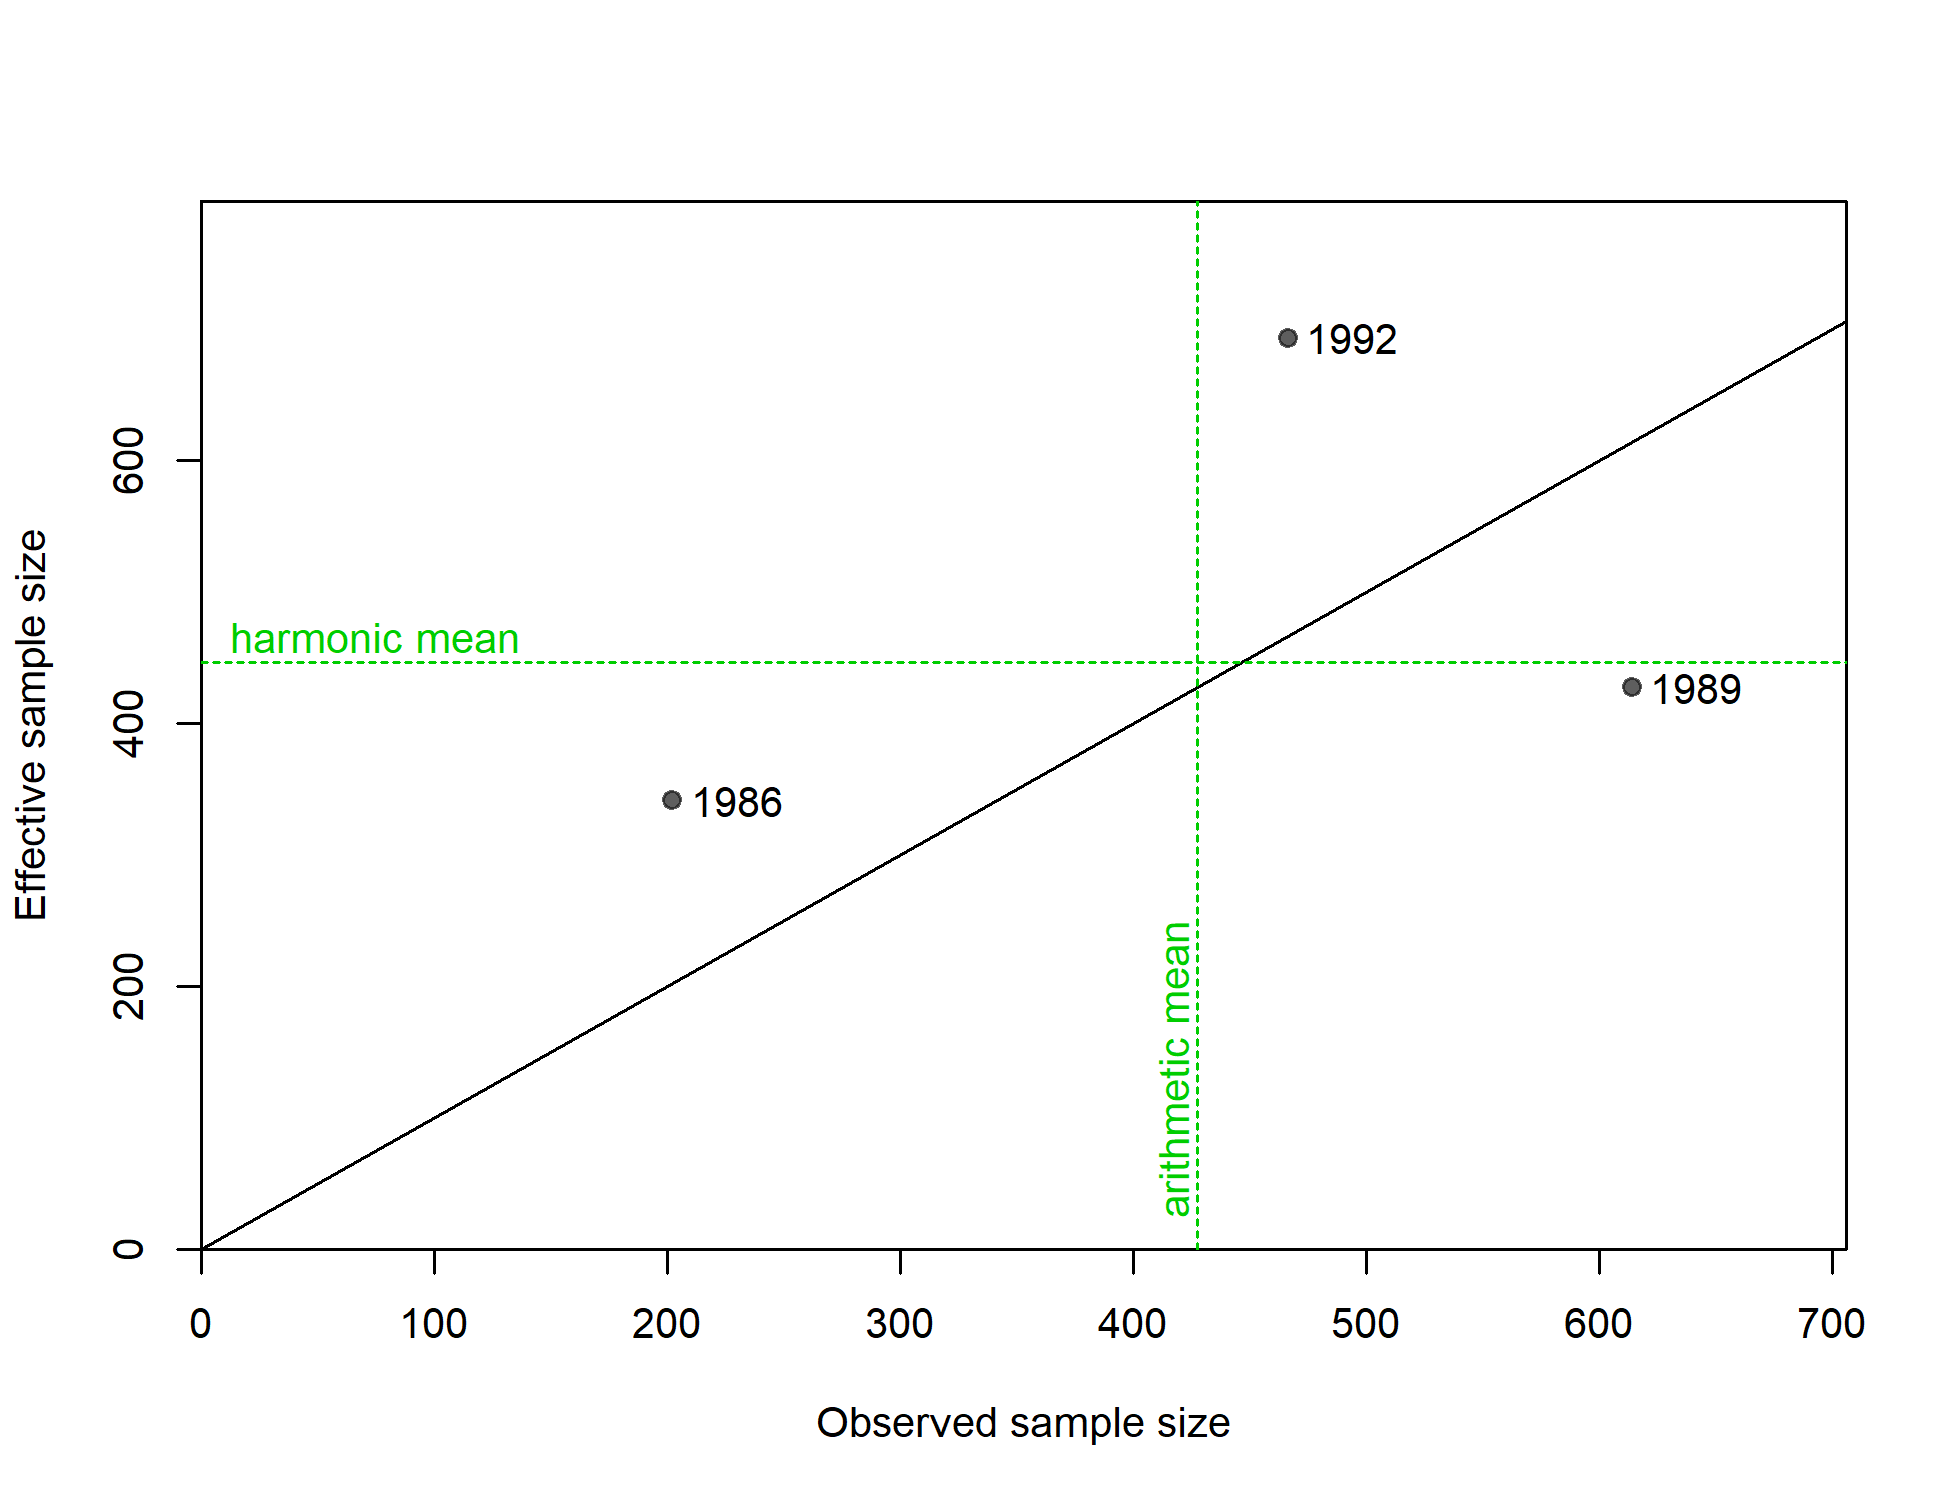 1992
600
Effective sample size
harmonic mean
1989
400
1986
arithmetic mean
200
0
0 100 200 300 400 500 600 700
Observed sample size